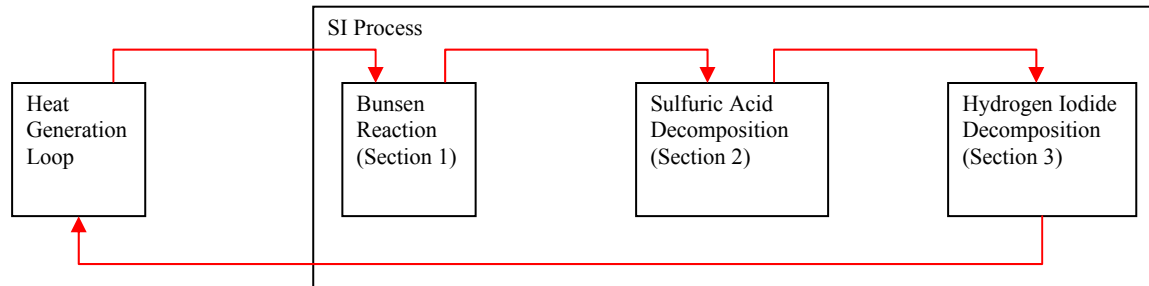 SI Process
Heat
Generation
Loop
Bunsen
Reaction
(Section 1)
Sulfuric Acid
Decomposition
(Section 2)
Hydrogen Iodide
Decomposition
(Section 3)